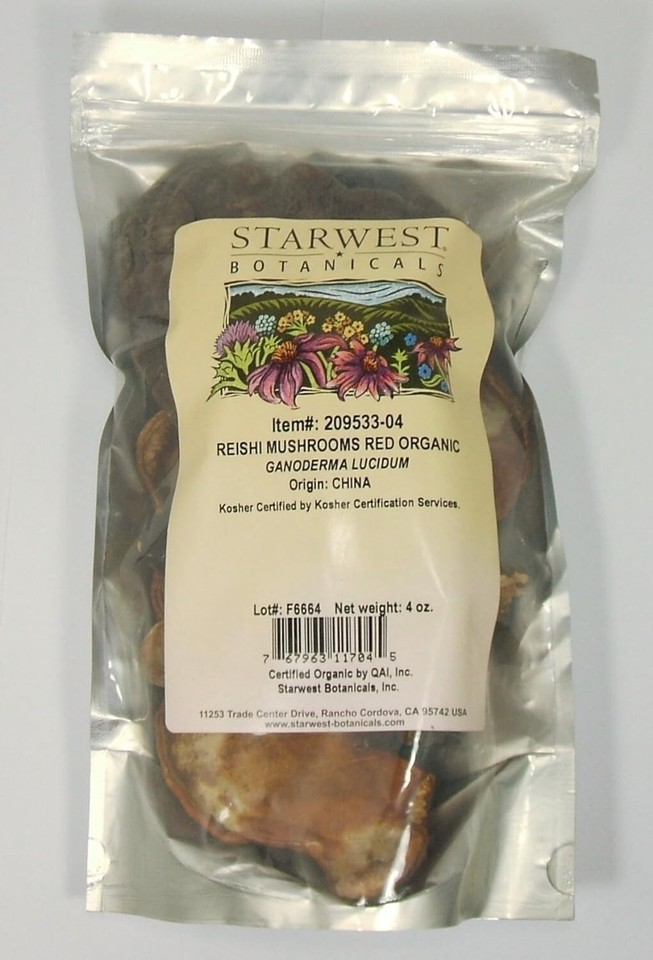 STARWEST
BOTANICALS
Item#: 209533-04
REISHI MUSHROOMS RED ORGANIC
GANODERMA LUCIDUM
Origin: CHINA
Kosher Certified by Kosher Certification Services.
Lot#: F6664 Net weight: 4 oz.
7 67963 11704 5
Certified Organic by QAI, Inc.
Starwest Botanicals, Inc.
11253 Trade Center Drive, Rancho Cordova, CA 95742 USA
www.starwest-botanicals.com